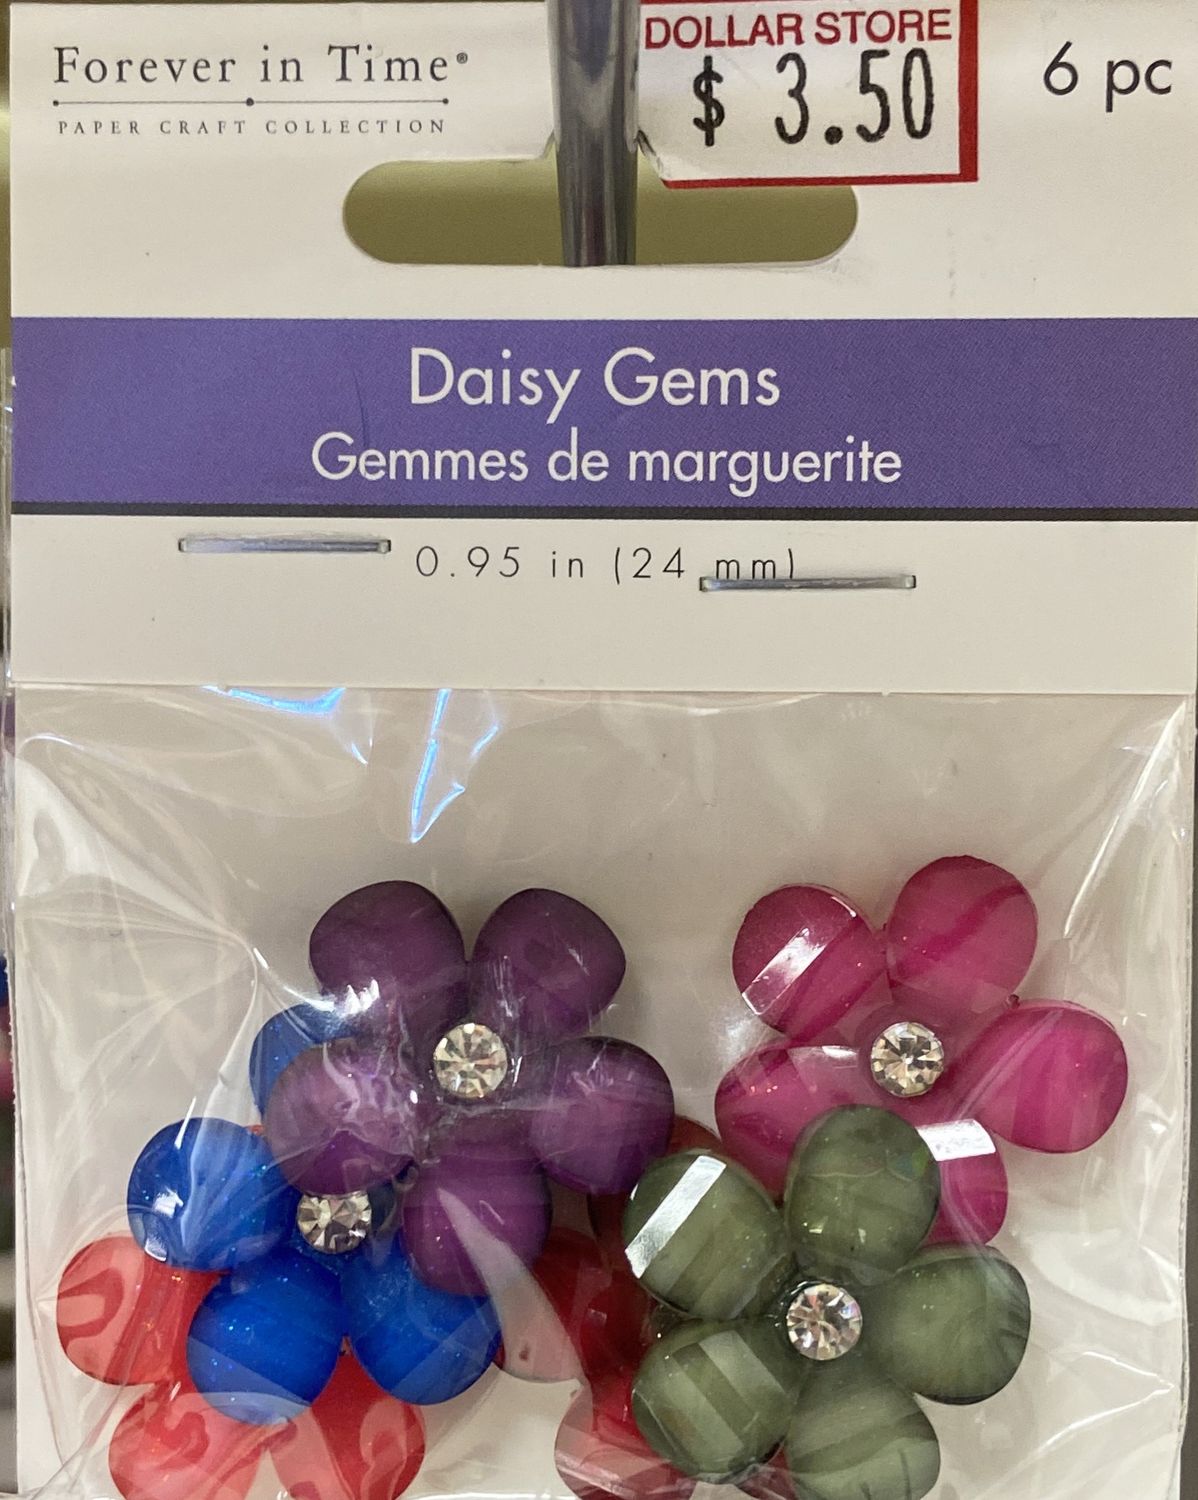 Forever in Time®
PAPER CRAFT COLLECTION
DOLLAR STORE
$ 3.50
6 pc
Daisy Gems
Gemmes de marguerite
0.95 in (24 mm)